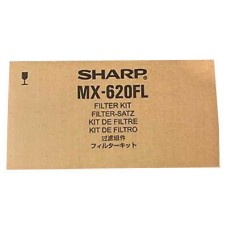 SHARP
MX-620FL
FILTER KIT
FILTER-SATZ
KIT DE FILTRE
KIT DE FILTRO
过滤组件
フィルターキット